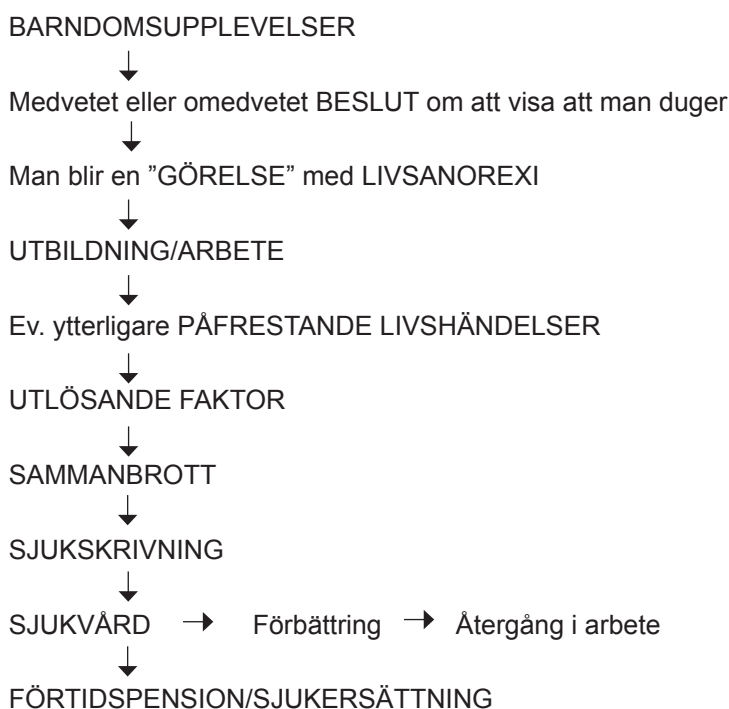 BARNDOMSUPPLEVELSER
Medvetet eller omedvetet BESLUT om att visa att man duger
Man blir en ”GÖRELSE” med LIVSANOREXI
UTBILDNING/ARBETE
Ev. ytterligare PÅFRESTANDE LIVSHÄNDELSER
UTLÖSANDE FAKTOR
SAMMANBROTT
SJUKSKRIVNING
SJUKVÅRD → Förbättring → Återgång i arbete
FÖRTIDSPENSION/SJUKERSÄTTNING